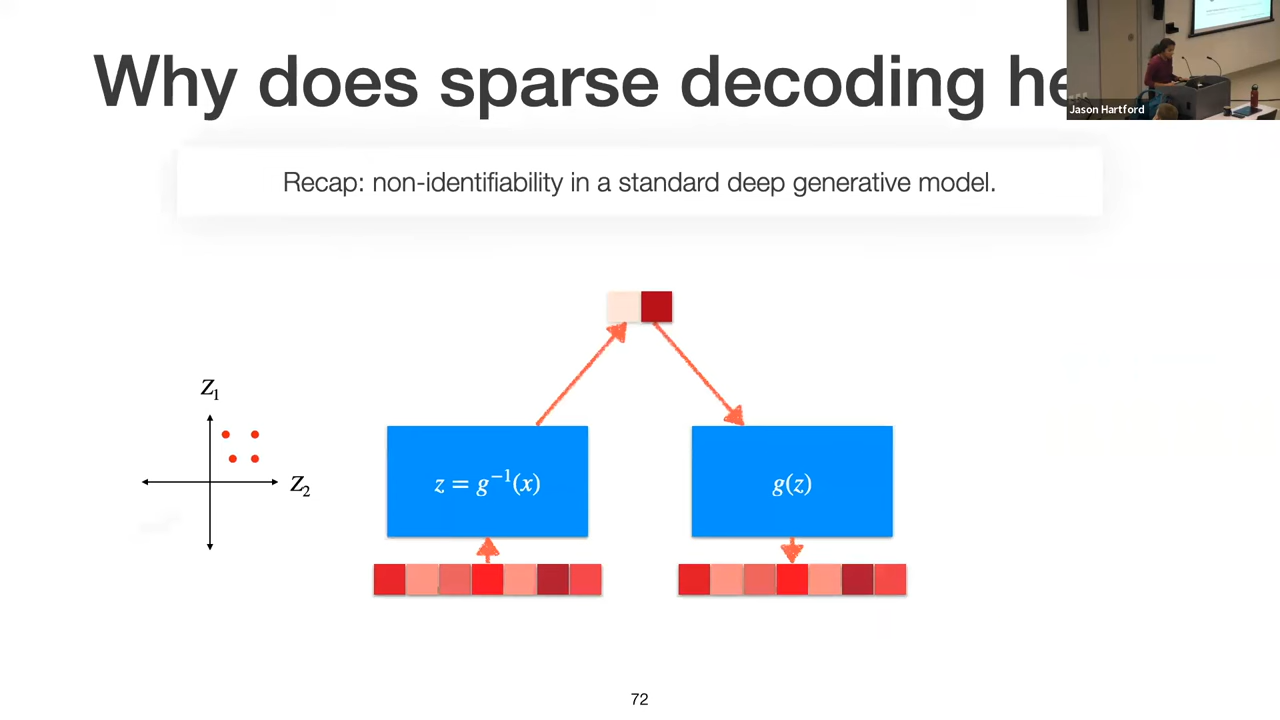 Why does sparse decoding he
Jason Hartford
Recap: non-identifiability in a standard deep generative model.
Z₁
Z₂
z = g⁻¹(x)
g(z)
72